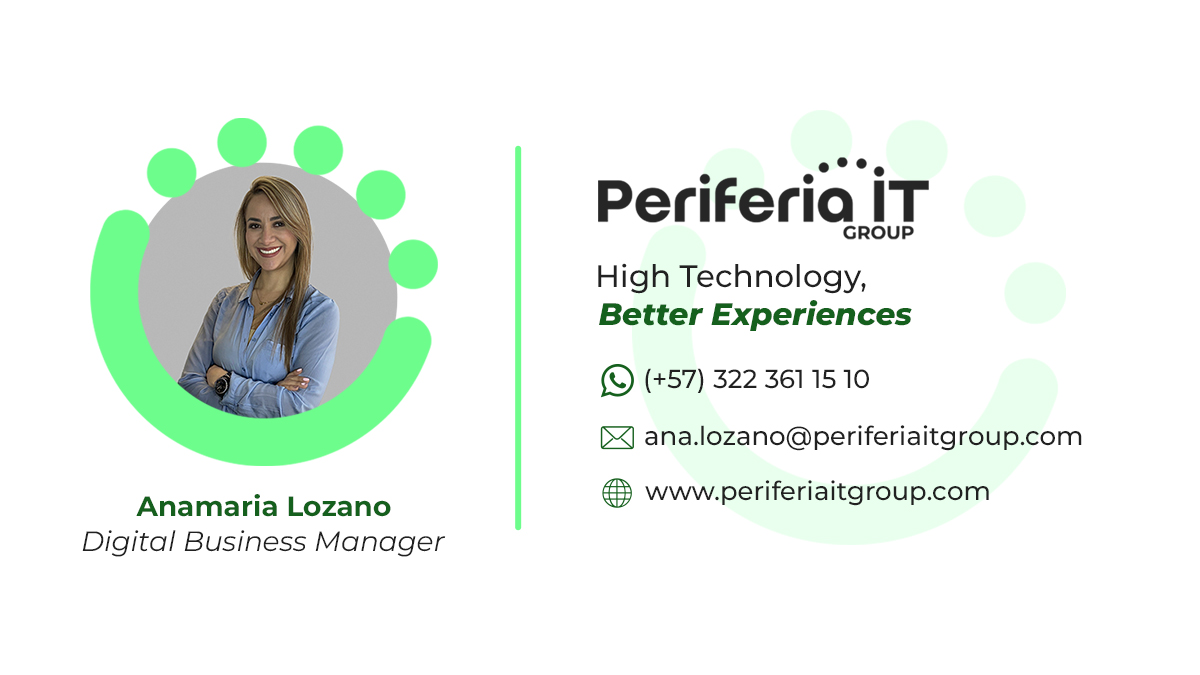 Anamaria Lozano
Digital Business Manager
Periferia IT
GROUP
High Technology,
Better Experiences
(+57) 322 361 15 10
ana.lozano@periferiaitgroup.com
www.periferiaitgroup.com